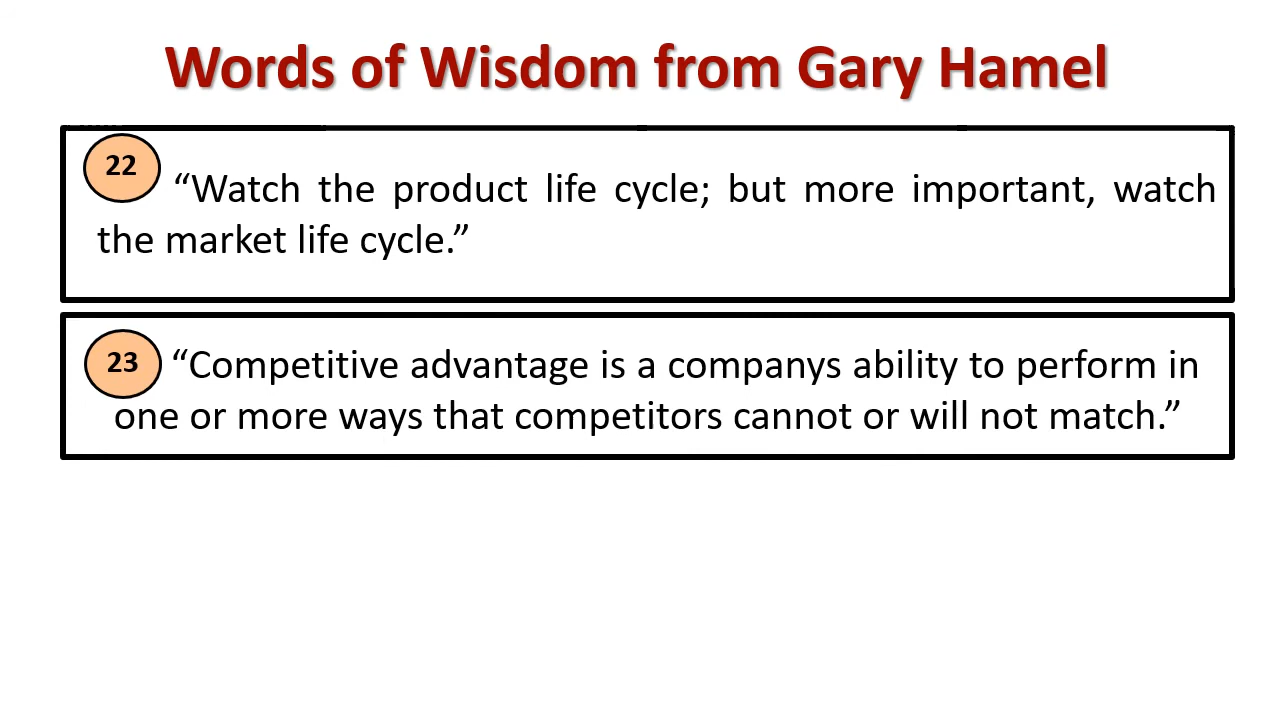 Words of Wisdom from Gary Hamel
22
“Watch the product life cycle; but more important, watch
the market life cycle.”
23
“Competitive advantage is a companys ability to perform in
one or more ways that competitors cannot or will not match.”